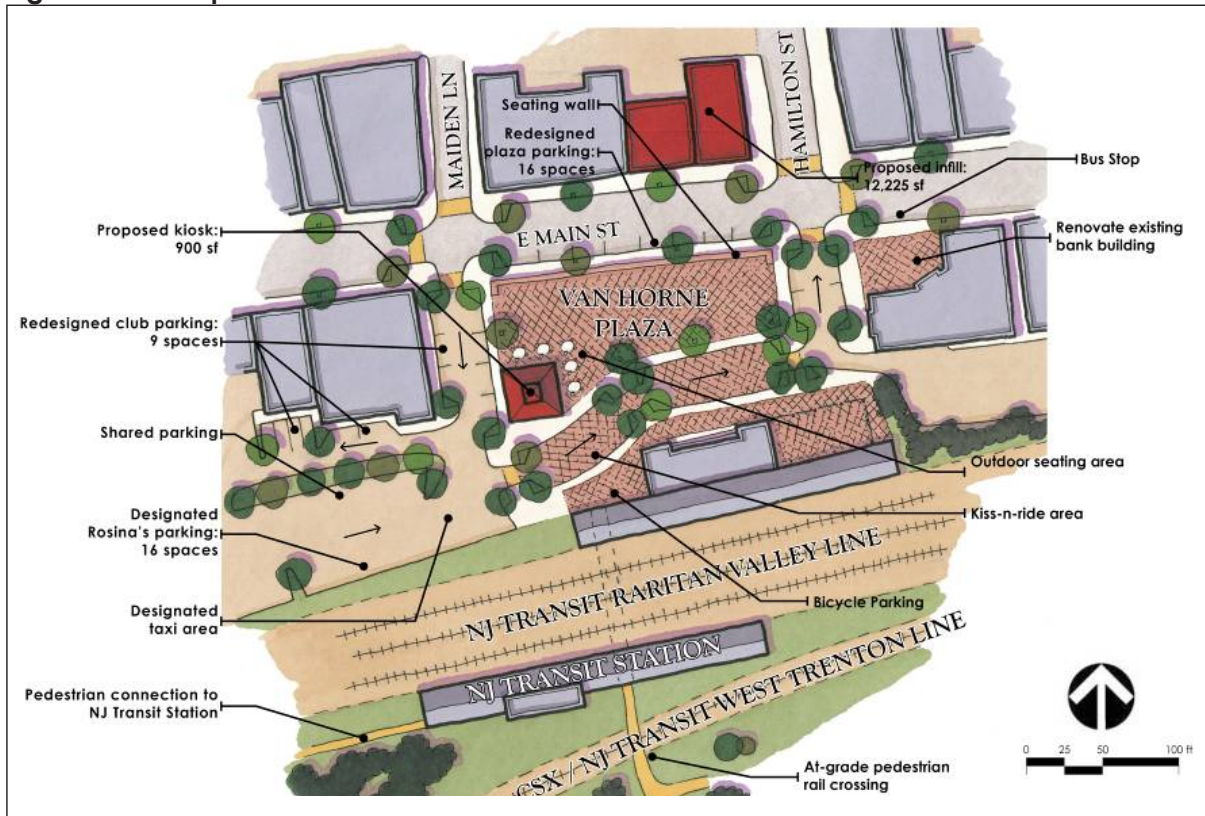 MAIDEN LN
HAMILTON ST
Seating wall
Redesigned
plaza parking:
16 spaces
Proposed infill:
12,225 sf
Bus Stop
Proposed kiosk:
900 sf
E MAIN ST
Renovate existing
bank building
VAN HORNE
PLAZA
Redesigned club parking:
9 spaces
Shared parking
Outdoor seating area
Designated
Rosina's parking:
16 spaces
Kiss-n-ride area
NJ TRANSIT RARITAN VALLEY LINE
Designated
taxi area
Bicycle Parking
NJ TRANSIT STATION
CSX / NJ TRANSIT WEST TRENTON LINE
Pedestrian connection to
NJ Transit Station
At-grade pedestrian
rail crossing
0 25 50 100 ft